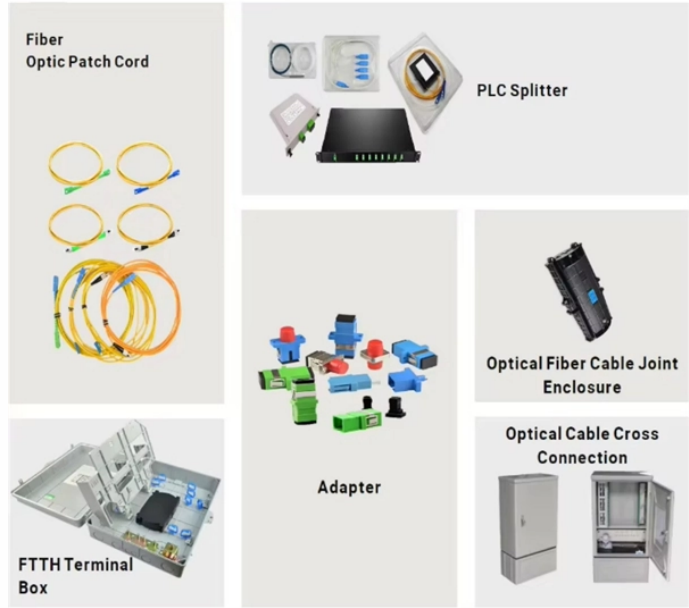 Fiber
Optic Patch Cord
PLC Splitter
Adapter
Optical Fiber Cable Joint
Enclosure
FTTH Terminal
Box
Optical Cable Cross
Connection